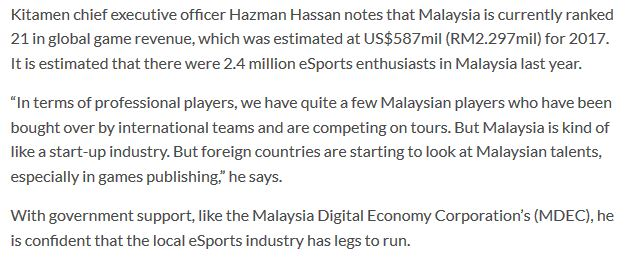 Kitamen chief executive officer Hazman Hassan notes that Malaysia is currently ranked
21 in global game revenue, which was estimated at US$587mil (RM2.297mil) for 2017.
It is estimated that there were 2.4 million eSports enthusiasts in Malaysia last year.
“In terms of professional players, we have quite a few Malaysian players who have been
bought over by international teams and are competing on tours. But Malaysia is kind of
like a start-up industry. But foreign countries are starting to look at Malaysian talents,
especially in games publishing,” he says.
With government support, like the Malaysia Digital Economy Corporation’s (MDEC), he
is confident that the local eSports industry has legs to run.